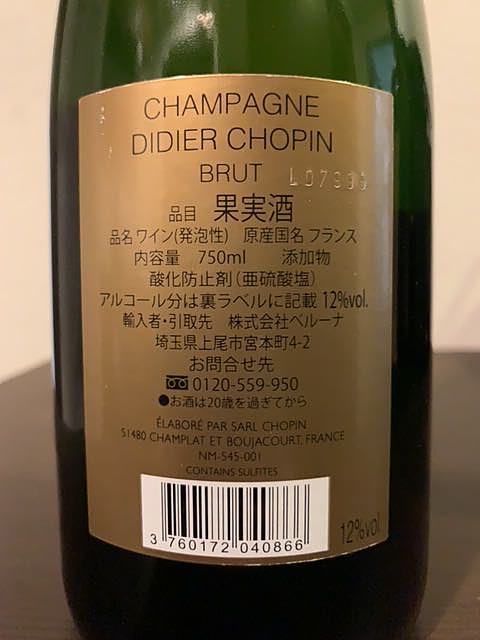 CHAMPAGNE
DIDIER CHOPIN
BRUT
品目 果実酒
品名 ワイン(発泡性) 原産国名 フランス
内容量 750ml 添加物
酸化防止剤(亜硫酸塩)
アルコール分は裏ラベルに記載 12%vol.
輸入者・引取先 株式会社ベルーナ
埼玉県上尾市宮本町4-2
お問合せ先
0120-559-950
●お酒は20歳を過ぎてから
ÉLABORÉ PAR SARL CHOPIN
51480 CHAMPLAT ET BOUJACOURT, FRANCE
NM-545-001
CONTAINS SULFITES
3 760172 040866
12%vol